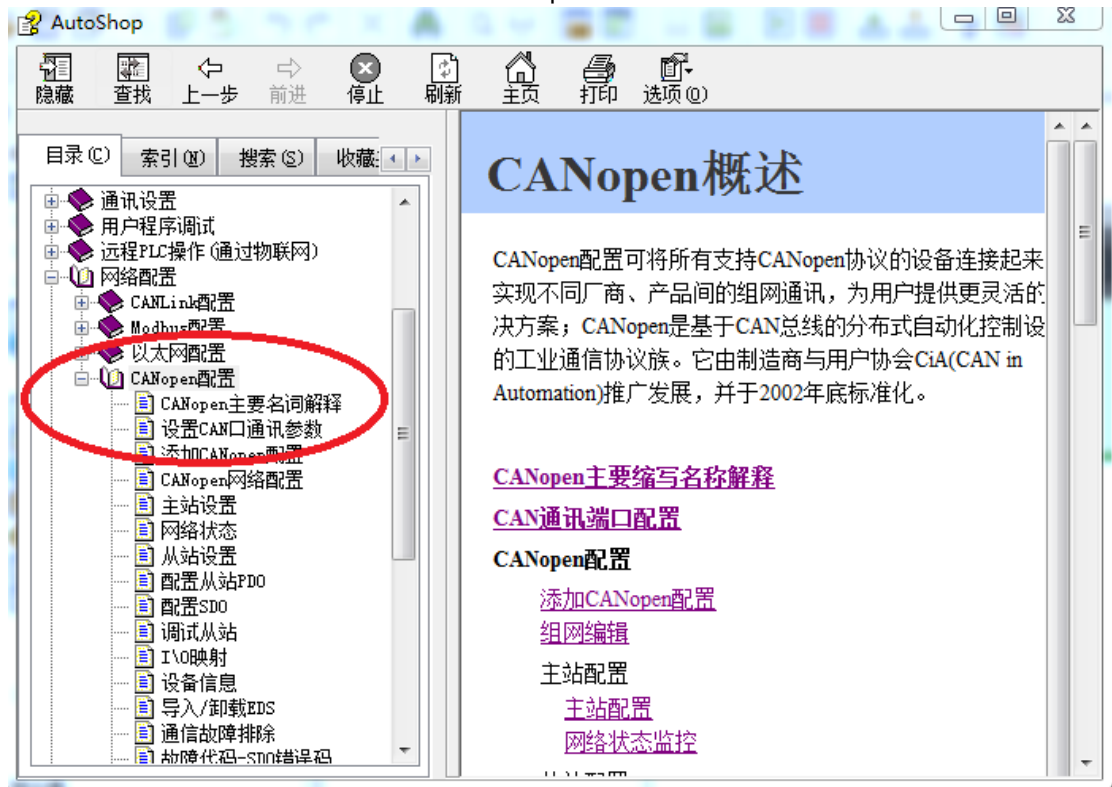 AutoShop
隐藏 查找 上一步 前进 停止 刷新 主页 打印 选项(O)
目录(C) 索引(N) 搜索(S) 收藏
通讯设置
用户程序调试
远程PLC操作(通过物联网)
网络配置
CANLink配置
Modbus配置
以太网配置
CANopen配置
CANopen主要名词解释
设置CAN口通讯参数
添加CANopen配置
CANopen网络配置
主站设置
网络状态
从站设置
配置从站PDO
配置SDO
调试从站
I\O映射
设备信息
导入/卸载EDS
通信故障排除
故障代码-SDO错误码
CANopen概述
CANopen配置可将所有支持CANopen协议的设备连接起来
实现不同厂商、产品间的组网通讯，为用户提供更灵活的
决方案；CANopen是基于CAN总线的分布式自动化控制设
的工业通信协议族。它由制造商与用户协会CiA(CAN in
Automation)推广发展，并于2002年底标准化。
CANopen主要缩写名称解释
CAN通讯端口配置
CANopen配置
添加CANopen配置
组网编辑
主站配置
主站配置
网络状态监控